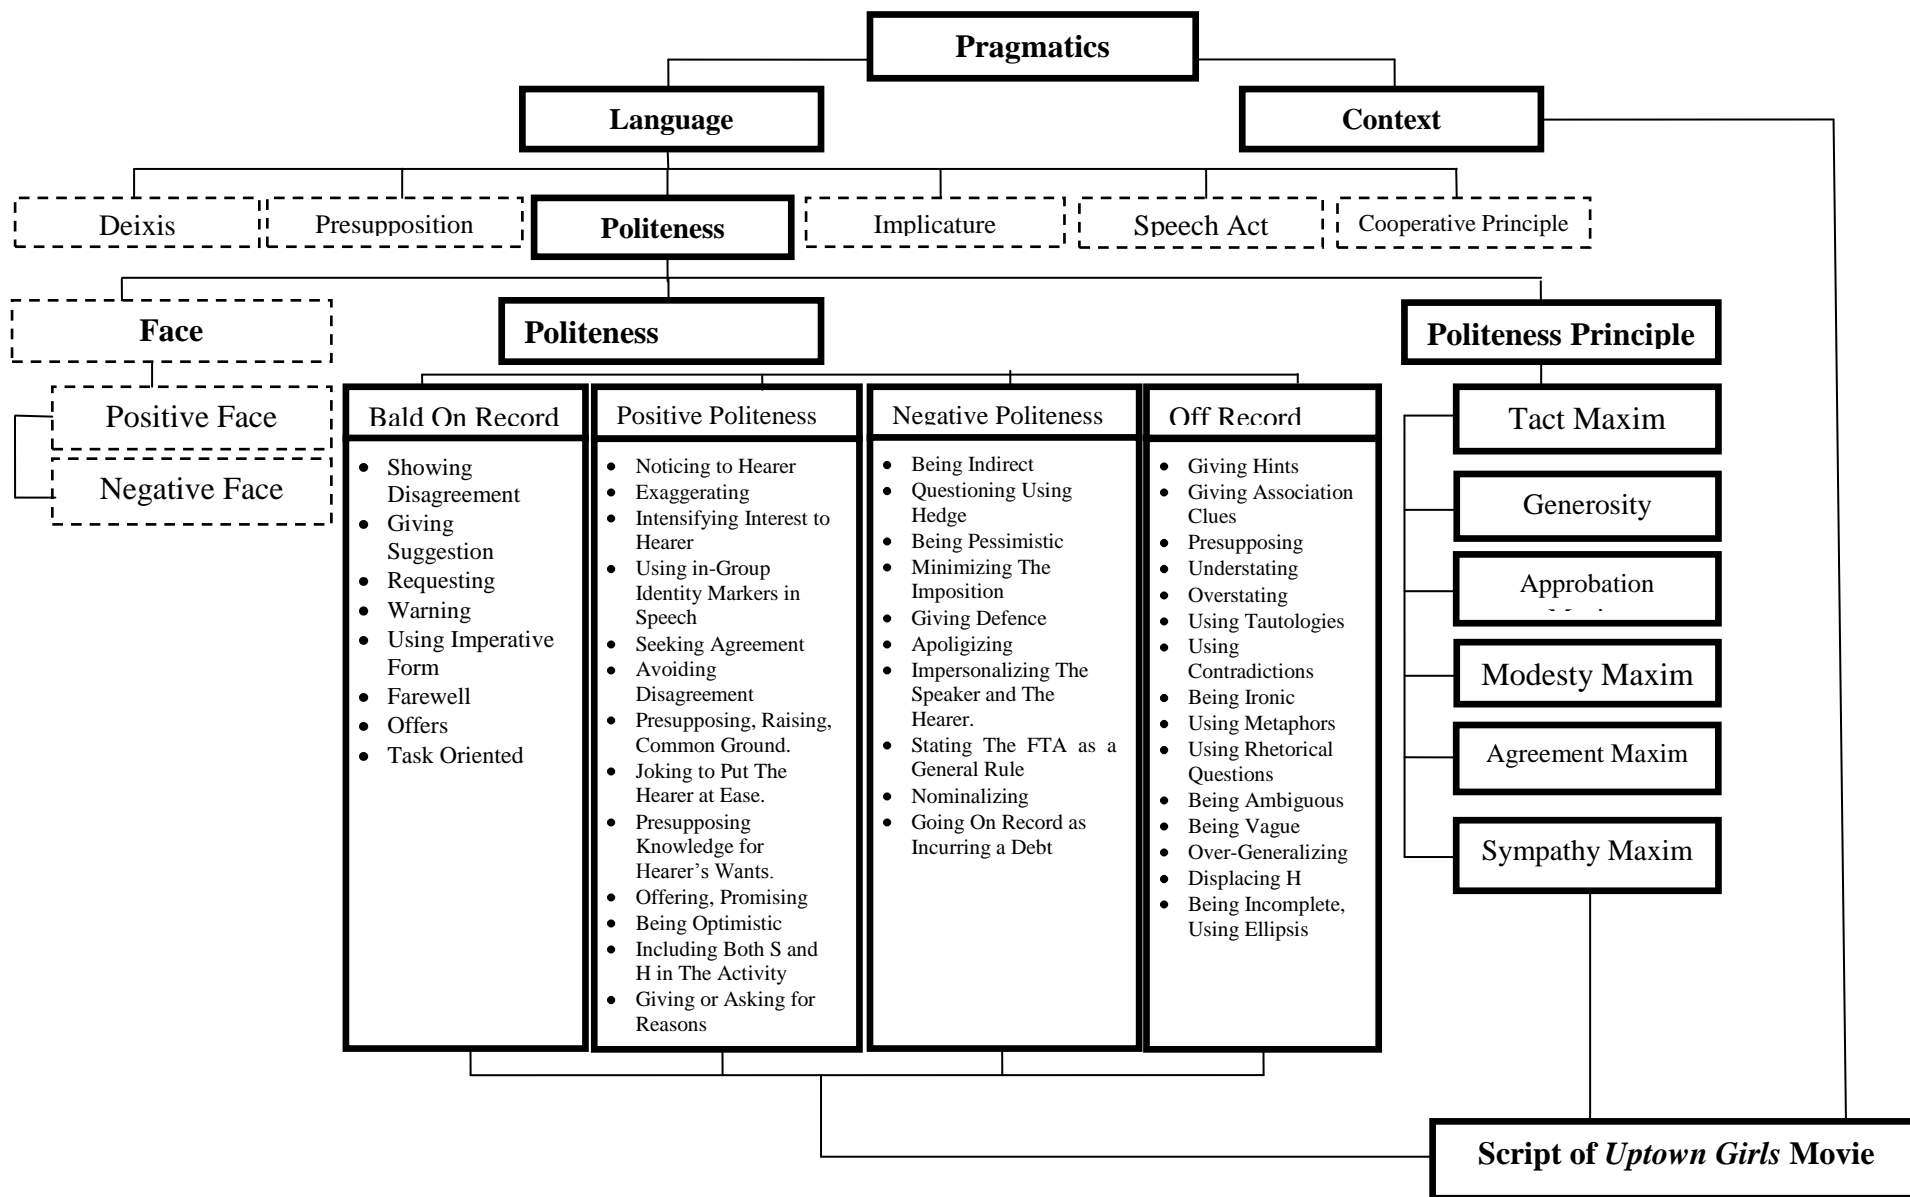 Pragmatics
Language
Context
Deixis
Presupposition
Politeness
Implicature
Speech Act
Cooperative Principle
Face
Politeness
Politeness Principle
Positive Face
Negative Face
Bald On Record
• Showing
Disagreement
• Giving
Suggestion
• Requesting
• Warning
• Using Imperative
Form
• Farewell
• Offers
• Task Oriented
Positive Politeness
• Noticing to Hearer
• Exaggerating
• Intensifying Interest to
Hearer
• Using in-Group
Identity Markers in
Speech
• Seeking Agreement
• Avoiding
Disagreement
• Presupposing, Raising,
Common Ground.
• Joking to Put The
Hearer at Ease.
• Presupposing
Knowledge for
Hearer’s Wants.
• Offering, Promising
• Being Optimistic
• Including Both S and
H in The Activity
• Giving or Asking for
Reasons
Negative Politeness
• Being Indirect
• Questioning Using
Hedge
• Being Pessimistic
• Minimizing The
Imposition
• Giving Defence
• Apoligizing
• Impersonalizing The
Speaker and The
Hearer.
• Stating The FTA as a
General Rule
• Nominalizing
• Going On Record as
Incurring a Debt
Off Record
• Giving Hints
• Giving Association
Clues
• Presupposing
• Understating
• Overstating
• Using Tautologies
• Using
Contradictions
• Being Ironic
• Using Metaphors
• Using Rhetorical
Questions
• Being Ambiguous
• Being Vague
• Over-Generalizing
• Displacing H
• Being Incomplete,
Using Ellipsis
Tact Maxim
Generosity
Approbation
Modesty Maxim
Agreement Maxim
Sympathy Maxim
Script of Uptown Girls Movie